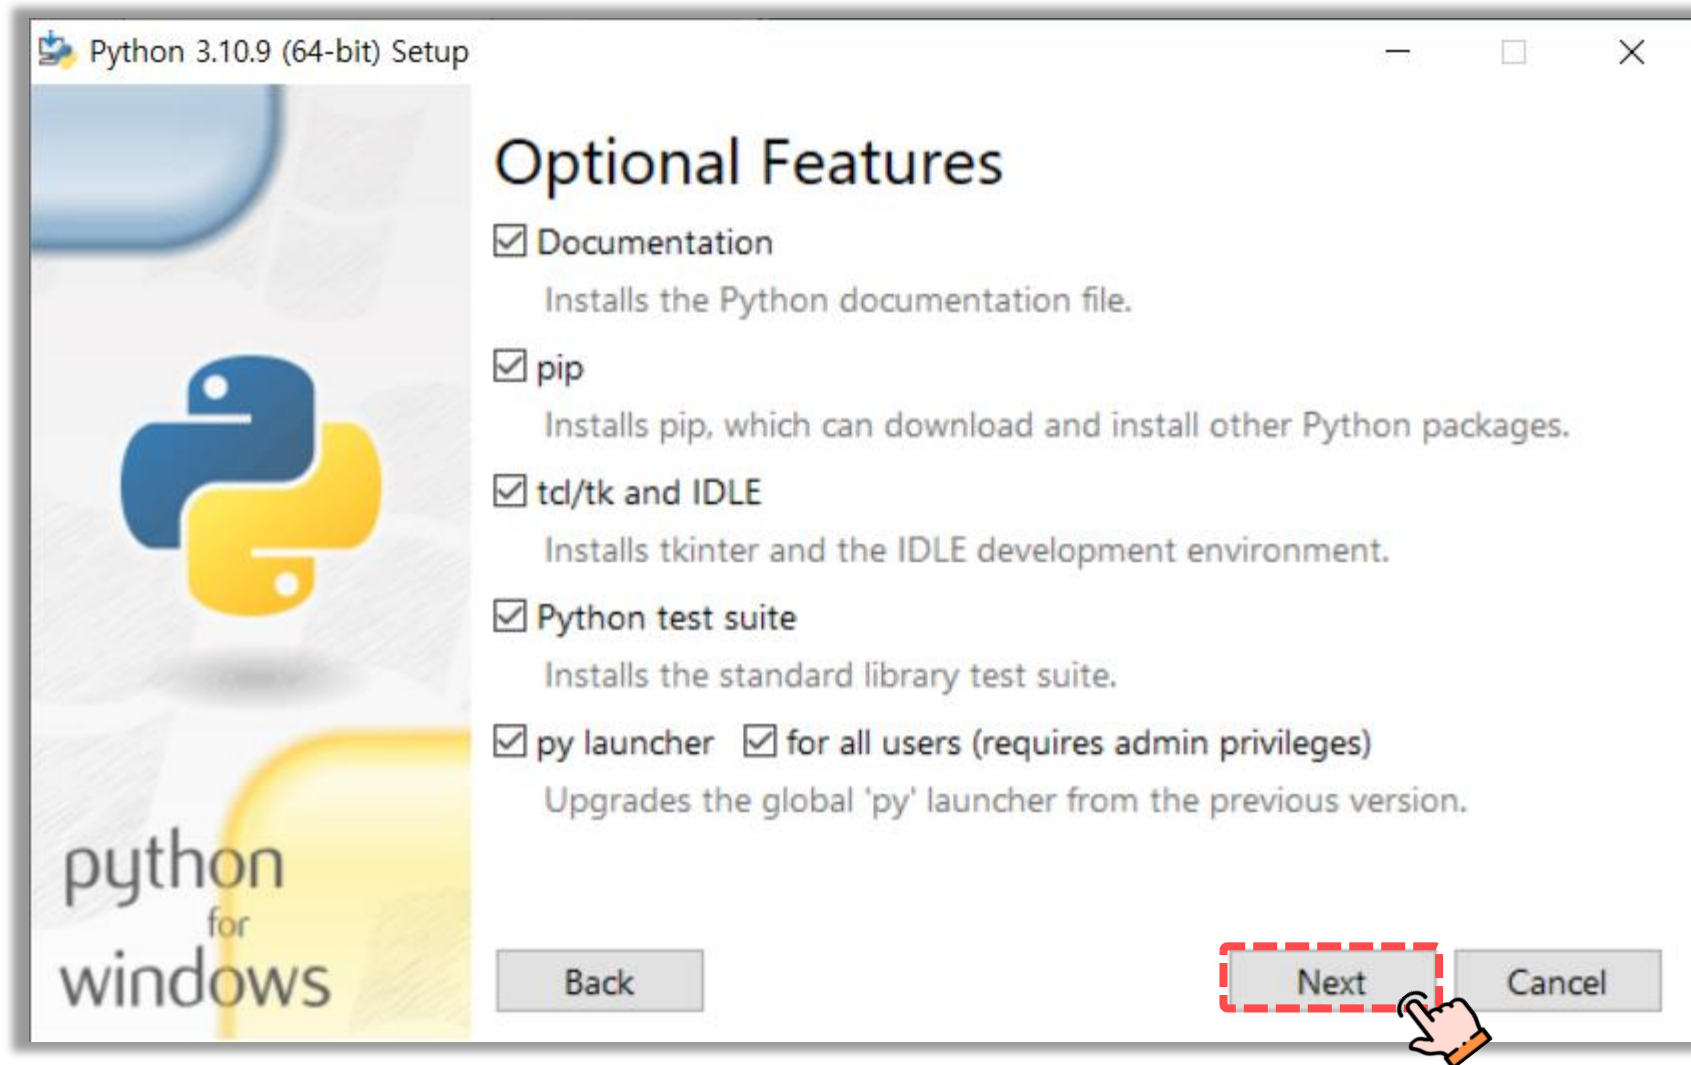 Python 3.10.9 (64-bit) Setup
Optional Features
Documentation
Installs the Python documentation file.
pip
Installs pip, which can download and install other Python packages.
tcl/tk and IDLE
Installs tkinter and the IDLE development environment.
Python test suite
Installs the standard library test suite.
py launcher for all users (requires admin privileges)
Upgrades the global 'py' launcher from the previous version.
python
for
windows
Back Next Cancel